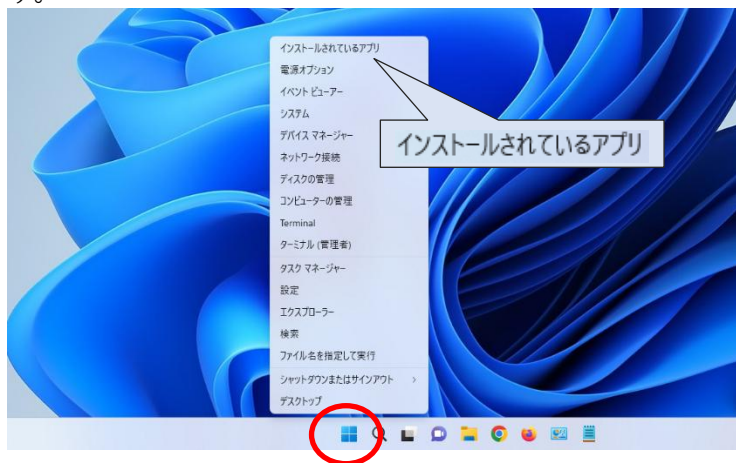 す。
インストールされているアプリ
電源オプション
イベント ビューアー
システム
デバイス マネージャー
インストールされているアプリ
ネットワーク接続
ディスクの管理
コンピューターの管理
Terminal
ターミナル (管理者)
タスク マネージャー
設定
エクスプローラー
検索
ファイル名を指定して実行
シャットダウンまたはサインアウト
デスクトップ